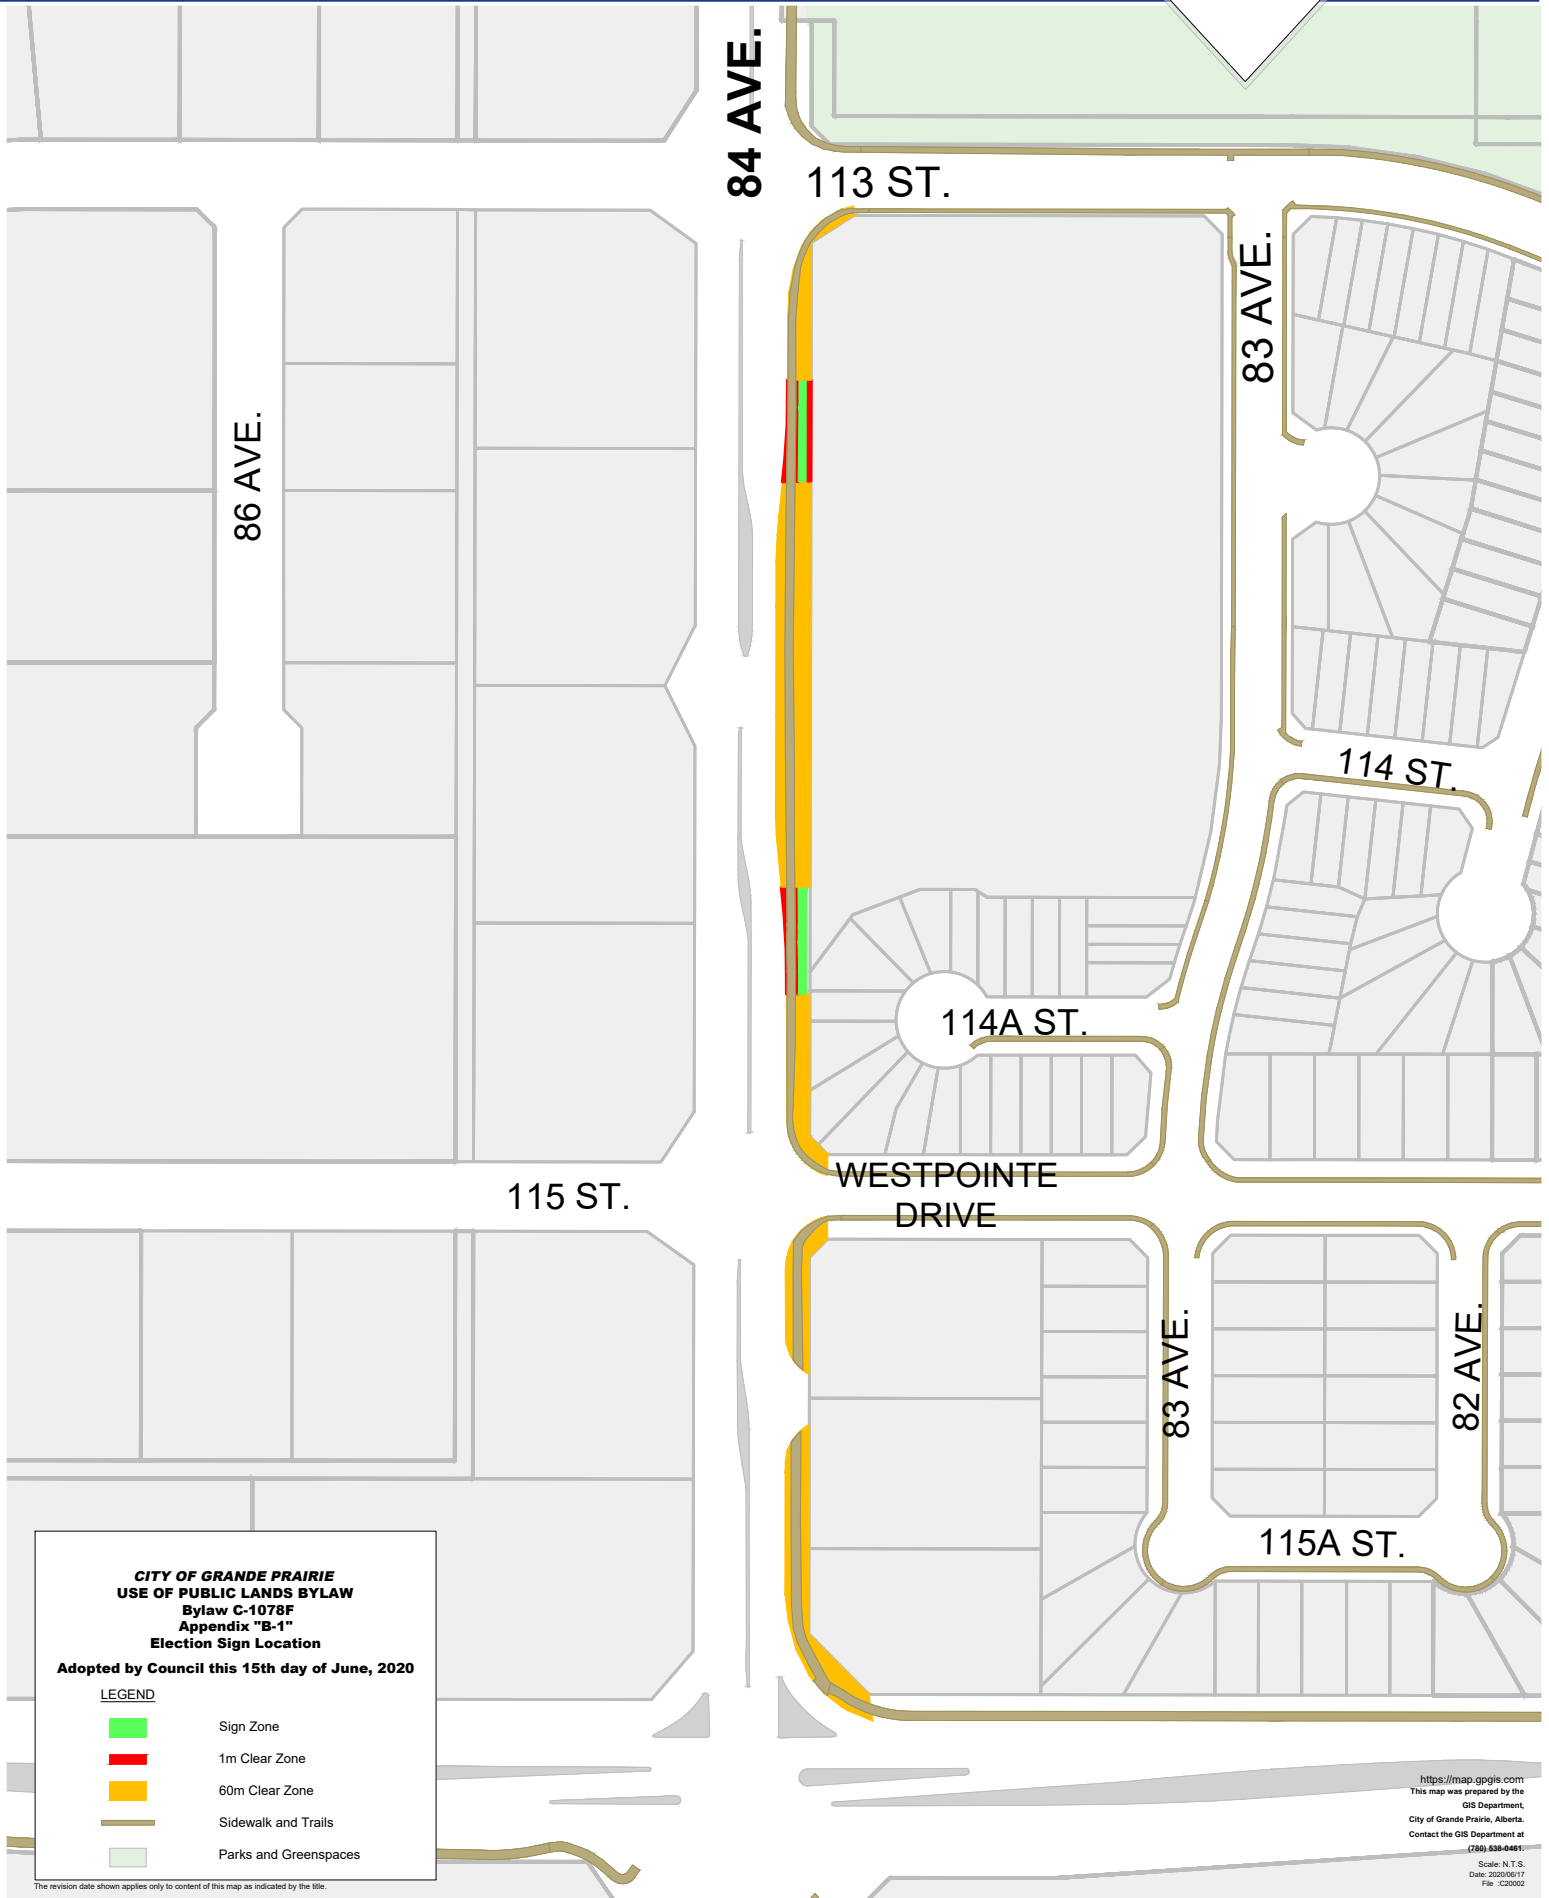 84 AVE.
113 ST.
83 AVE.
86 AVE.
114 ST.
114A ST.
WESTPOINTE
DRIVE
115 ST.
83 AVE.
82 AVE.
115A ST.
CITY OF GRANDE PRAIRIE
USE OF PUBLIC LANDS BYLAW
Bylaw C-1078F
Appendix "B-1"
Election Sign Location
Adopted by Council this 15th day of June, 2020
LEGEND
Sign Zone
1m Clear Zone
60m Clear Zone
Sidewalk and Trails
Parks and Greenspaces
The revision date shown applies only to content of this map as indicated by the title.
https://map.gpgis.com
This map was prepared by the
GIS Department,
City of Grande Prairie, Alberta.
Contact the GIS Department at
(780) 538-0461.
Scale: N.T.S.
Date: 2020/06/17
File :C20002